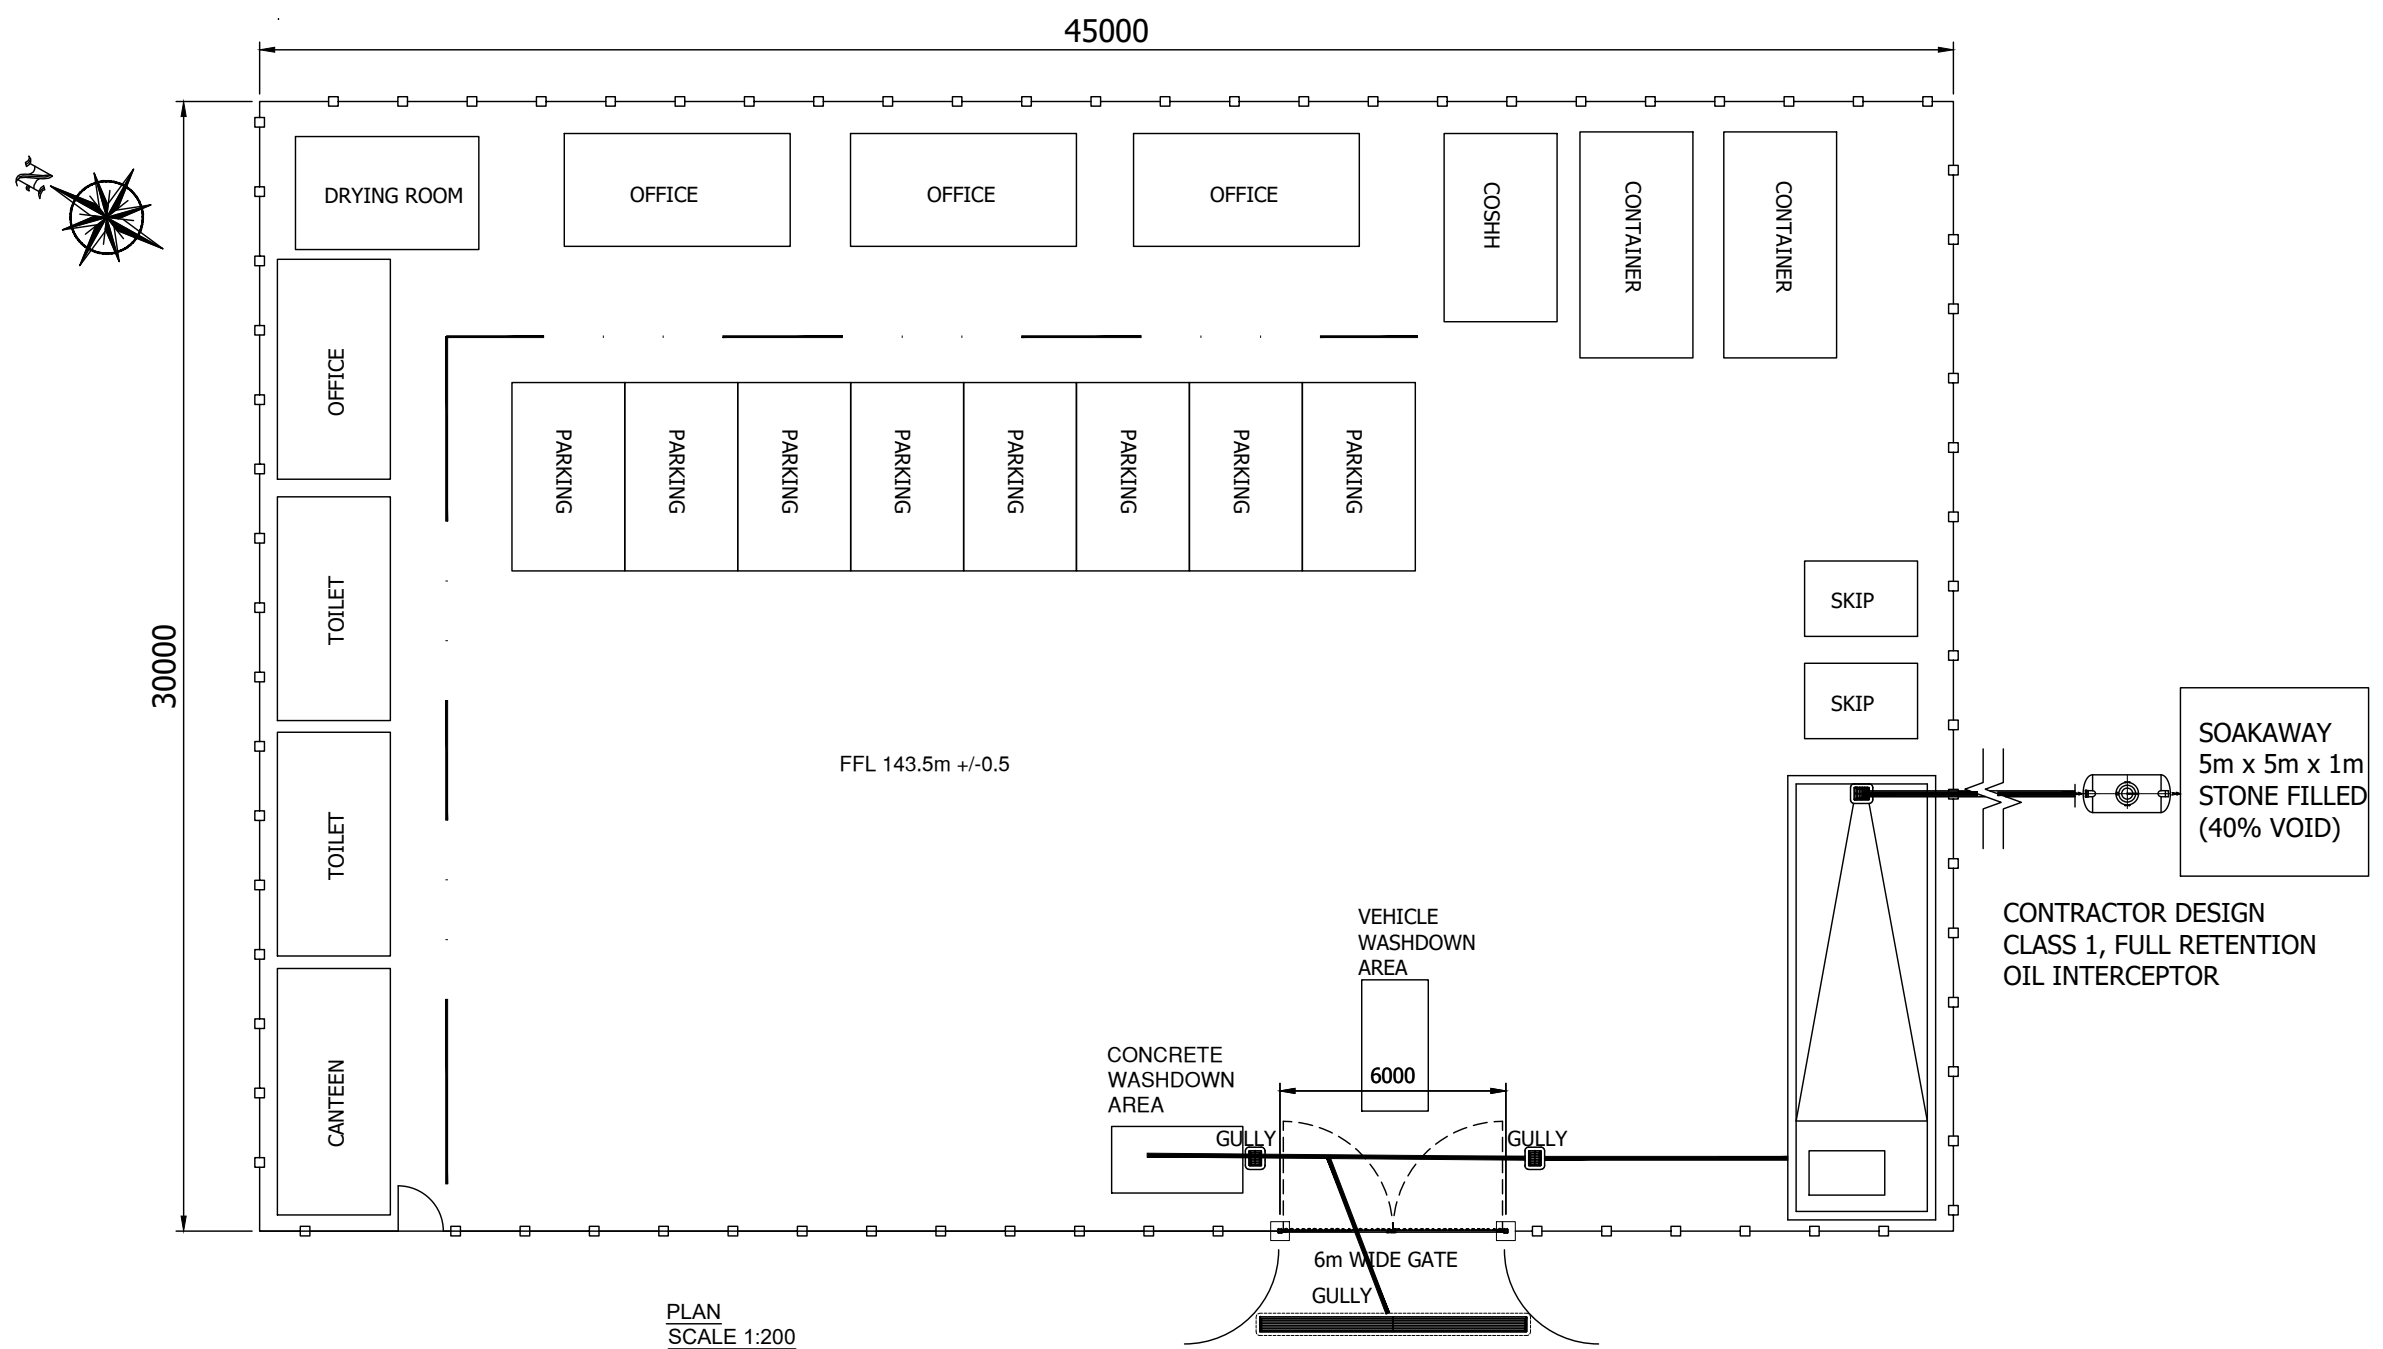 45000
N
DRYING ROOM
OFFICE
OFFICE
OFFICE
COSHH
CONTAINER
CONTAINER
OFFICE
PARKING
PARKING
PARKING
PARKING
PARKING
PARKING
PARKING
PARKING
TOILET
SKIP
30000
SKIP
SOAKAWAY
5m x 5m x 1m
STONE FILLED
(40% VOID)
FFL 143.5m +/-0.5
TOILET
VEHICLE
WASHDOWN
AREA
CONTRACTOR DESIGN
CLASS 1, FULL RETENTION
OIL INTERCEPTOR
CONCRETE
WASHDOWN
AREA
6000
CANTEEN
GULLY
GULLY
6m WIDE GATE
GULLY
PLAN
SCALE 1:200